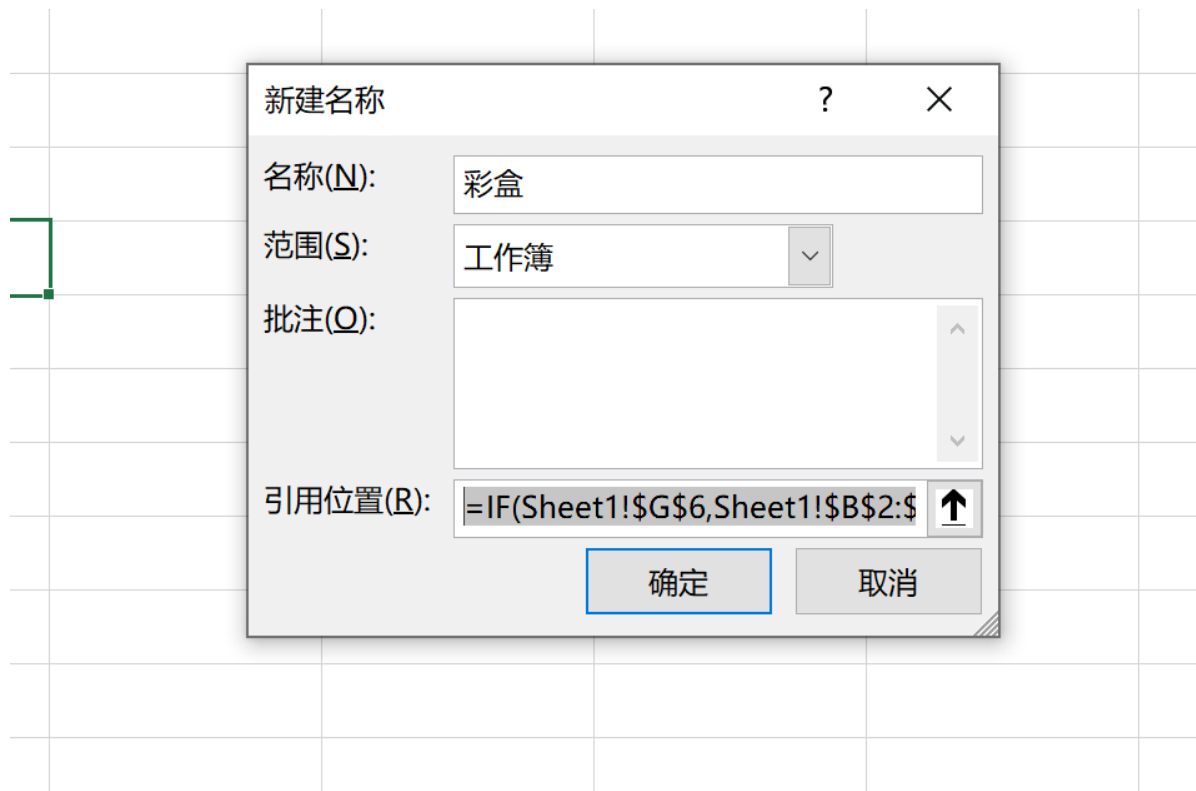 新建名称 ?
名称(N): 彩盒
范围(S): 工作簿
批注(O):
引用位置(R): =IF(Sheet1!$G$6,Sheet1!$B$2:$
确定 取消